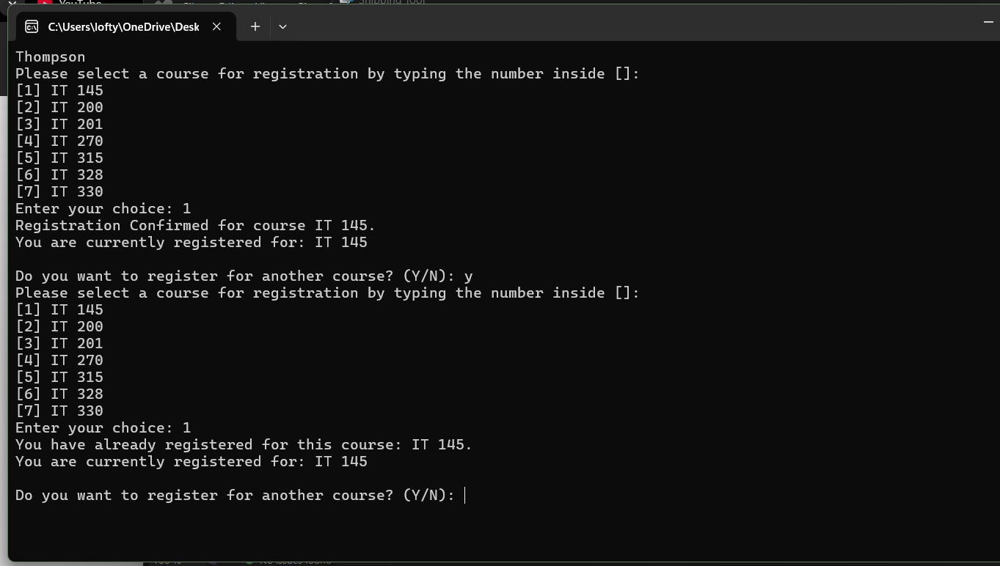 YouTube
Snipping Tool
C:\Users\lofty\OneDrive\Desk
Thompson
Please select a course for registration by typing the number inside []:
[1] IT 145
[2] IT 200
[3] IT 201
[4] IT 270
[5] IT 315
[6] IT 328
[7] IT 330
Enter your choice: 1
Registration Confirmed for course IT 145.
You are currently registered for: IT 145
Do you want to register for another course? (Y/N): y
Please select a course for registration by typing the number inside []:
[1] IT 145
[2] IT 200
[3] IT 201
[4] IT 270
[5] IT 315
[6] IT 328
[7] IT 330
Enter your choice: 1
You have already registered for this course: IT 145.
You are currently registered for: IT 145
Do you want to register for another course? (Y/N):
No issues found